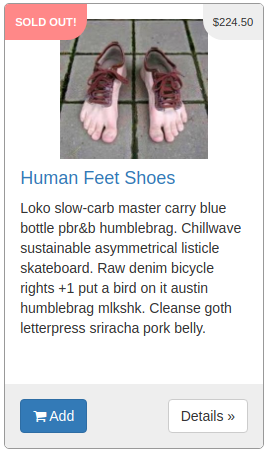 SOLD OUT!
$224.50
Human Feet Shoes
Loko slow-carb master carry blue
bottle pbr&b humblebrag. Chillwave
sustainable asymmetrical listicle
skateboard. Raw denim bicycle
rights +1 put a bird on it austin
humblebrag mlkshk. Cleanse goth
letterpress sriracha pork belly.
Add
Details »